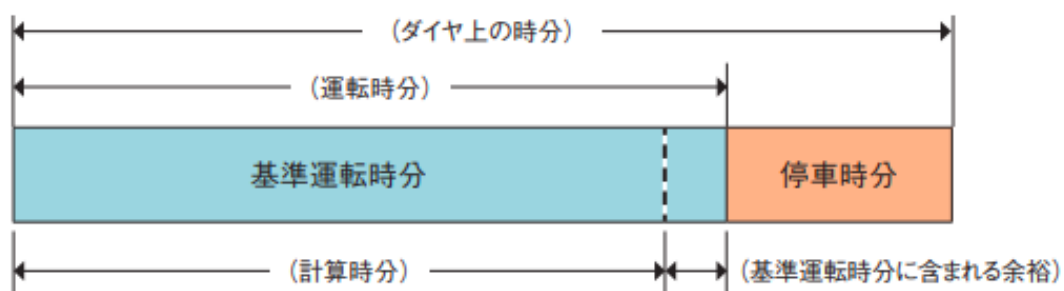 (ダイヤ上の時分)
(運転時分)
基準運転時分 停車時分
(計算時分) (基準運転時分に含まれる余裕)